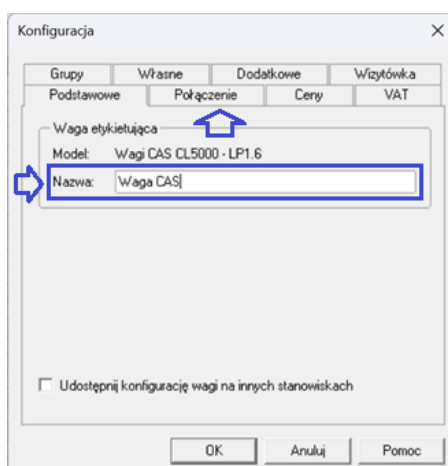 Konfiguracja
Grupy Własne Dodatkowe Wizytówka
Podstawowe Połączenie Ceny VAT
Waga etykietująca
Model: Wagi CAS CL5000 - LP1.6
Nazwa: Waga CAS
Udostępnij konfigurację wagi na innych stanowiskach
OK Anuluj Pomoc